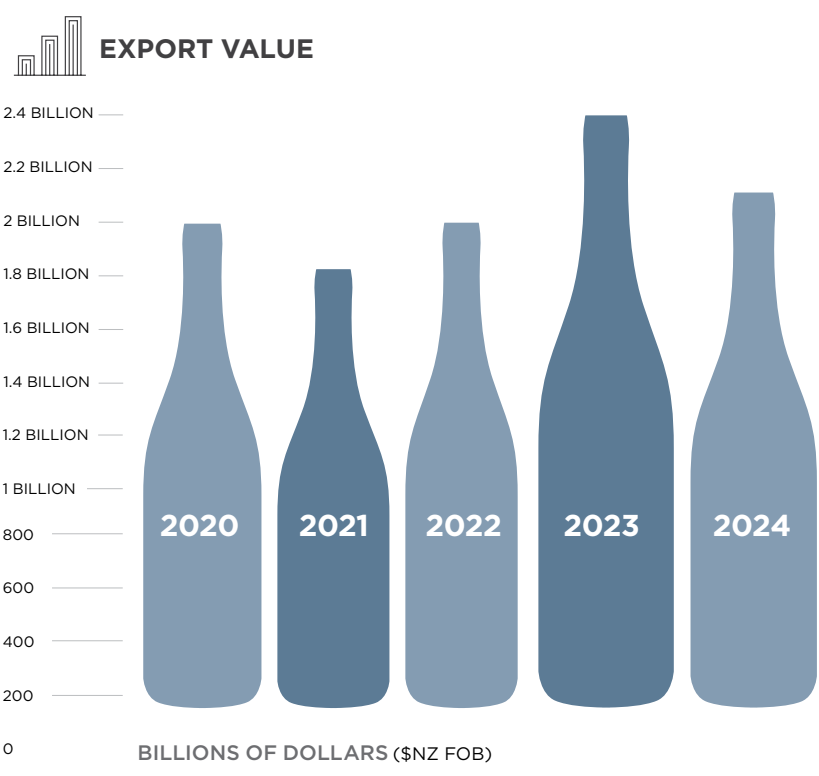 EXPORT VALUE
2.4 BILLION
2.2 BILLION
2 BILLION
1.8 BILLION
1.6 BILLION
1.4 BILLION
1.2 BILLION
1 BILLION
2020 2021 2022 2023 2024
800
600
400
200
0
BILLIONS OF DOLLARS ($NZ FOB)